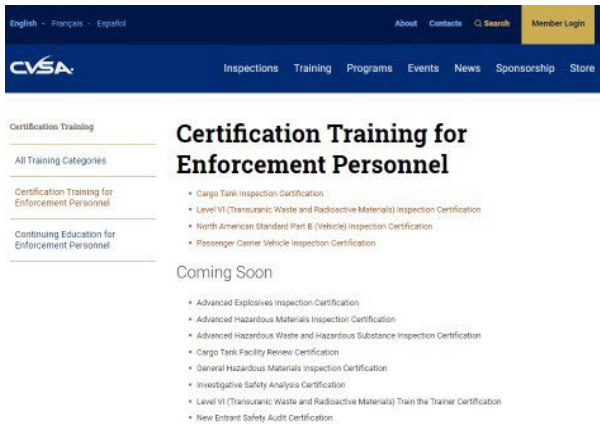 English - Français - Español
About Contacts Search Member Login
CVSA.
Inspections Training Programs Events News Sponsorship Store
Certification Training
All Training Categories
Certification Training for
Enforcement Personnel
Continuing Education for
Enforcement Personnel
Certification Training for
Enforcement Personnel
Cargo Tank Inspection Certification
Level VI (Transuranic Waste and Radioactive Materials) Inspection Certification
North American Standard Part B (Vehicle) Inspection Certification
Passenger Carrier Vehicle Inspection Certification
Coming Soon
Advanced Explosives Inspection Certification
Advanced Hazardous Materials Inspection Certification
Advanced Hazardous Waste and Hazardous Substance Inspection Certification
Cargo Tank Facility Review Certification
General Hazardous Materials Inspection Certification
Investigative Safety Analysis Certification
Level VI (Transuranic Waste and Radioactive Materials) Train the Trainer Certification
New Entrant Safety Audit Certification